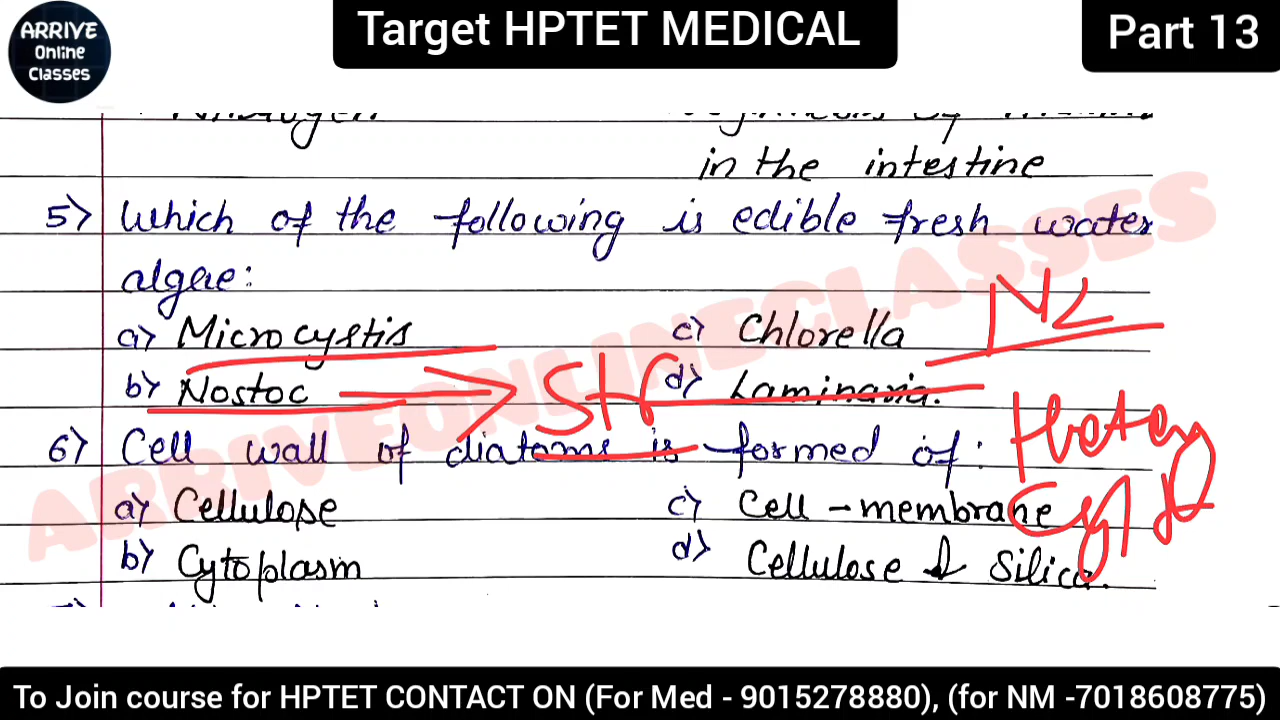 ARRIVE
Online
Classes
Target HPTET MEDICAL
Part 13
in the intestine
5) Which of the following is edible fresh water
algae:
a) Microcystis c) Chlorella
b) Nostoc d) Laminaria.
6) Cell wall of diatoms is formed of:
a) Cellulose c) Cell-membrane
b) Cytoplasm d) Cellulose & Silica.
N2
ARRIVEONLINECLASSES
To Join course for HPTET CONTACT ON (For Med - 9015278880), (for NM -7018608775)